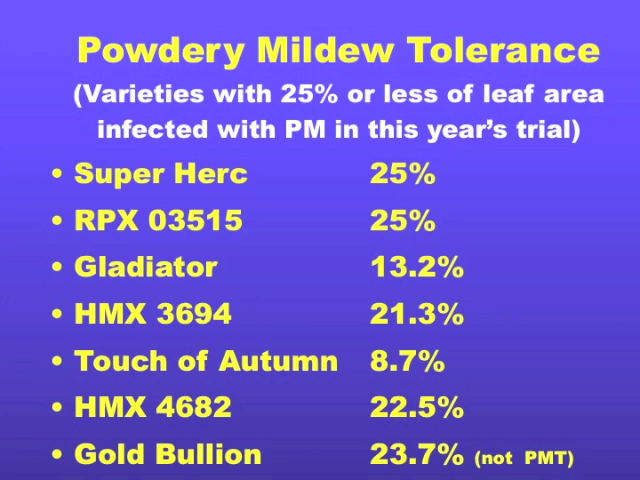 Powdery Mildew Tolerance
(Varieties with 25% or less of leaf area
infected with PM in this year’s trial)
• Super Herc 25%
• RPX 03515 25%
• Gladiator 13.2%
• HMX 3694 21.3%
• Touch of Autumn 8.7%
• HMX 4682 22.5%
• Gold Bullion 23.7% (not PMT)